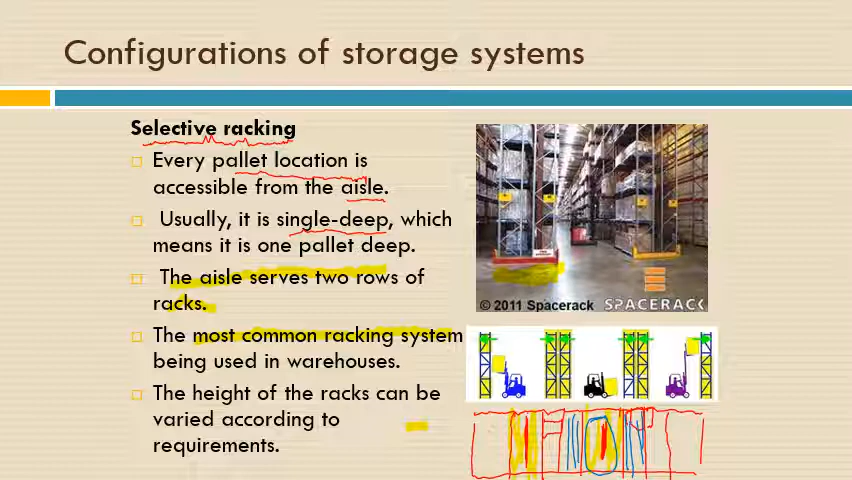 Configurations of storage systems
Selective racking
Every pallet location is
accessible from the aisle.
Usually, it is single-deep, which
means it is one pallet deep.
The aisle serves two rows of
racks.
The most common racking system
being used in warehouses.
The height of the racks can be
varied according to
requirements.
© 2011 Spacerack
SPACERACK